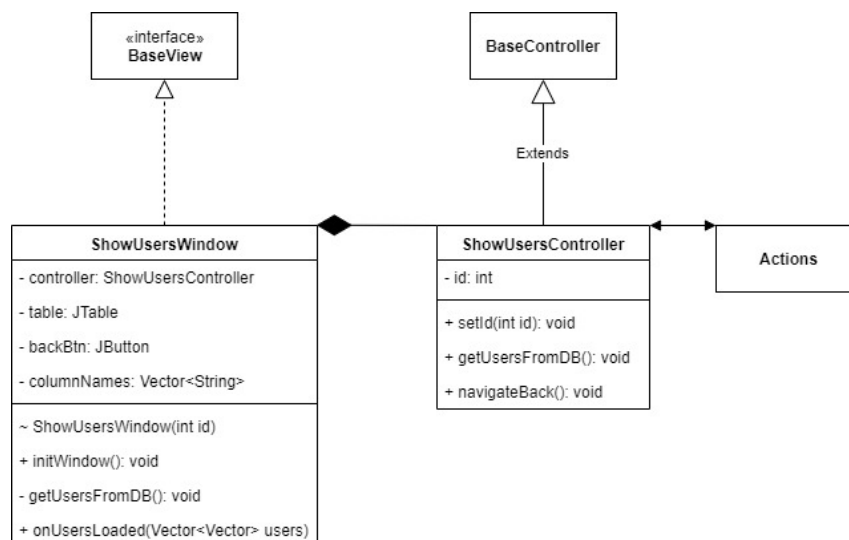 «interface»
BaseView
BaseController
Extends
ShowUsersWindow
- controller: ShowUsersController
- table: JTable
- backBtn: JButton
- columnNames: Vector<String>
~ ShowUsersWindow(int id)
+ initWindow(): void
- getUsersFromDB(): void
+ onUsersLoaded(Vector<Vector> users)
ShowUsersController
- id: int
+ setId(int id): void
+ getUsersFromDB(): void
+ navigateBack(): void
Actions